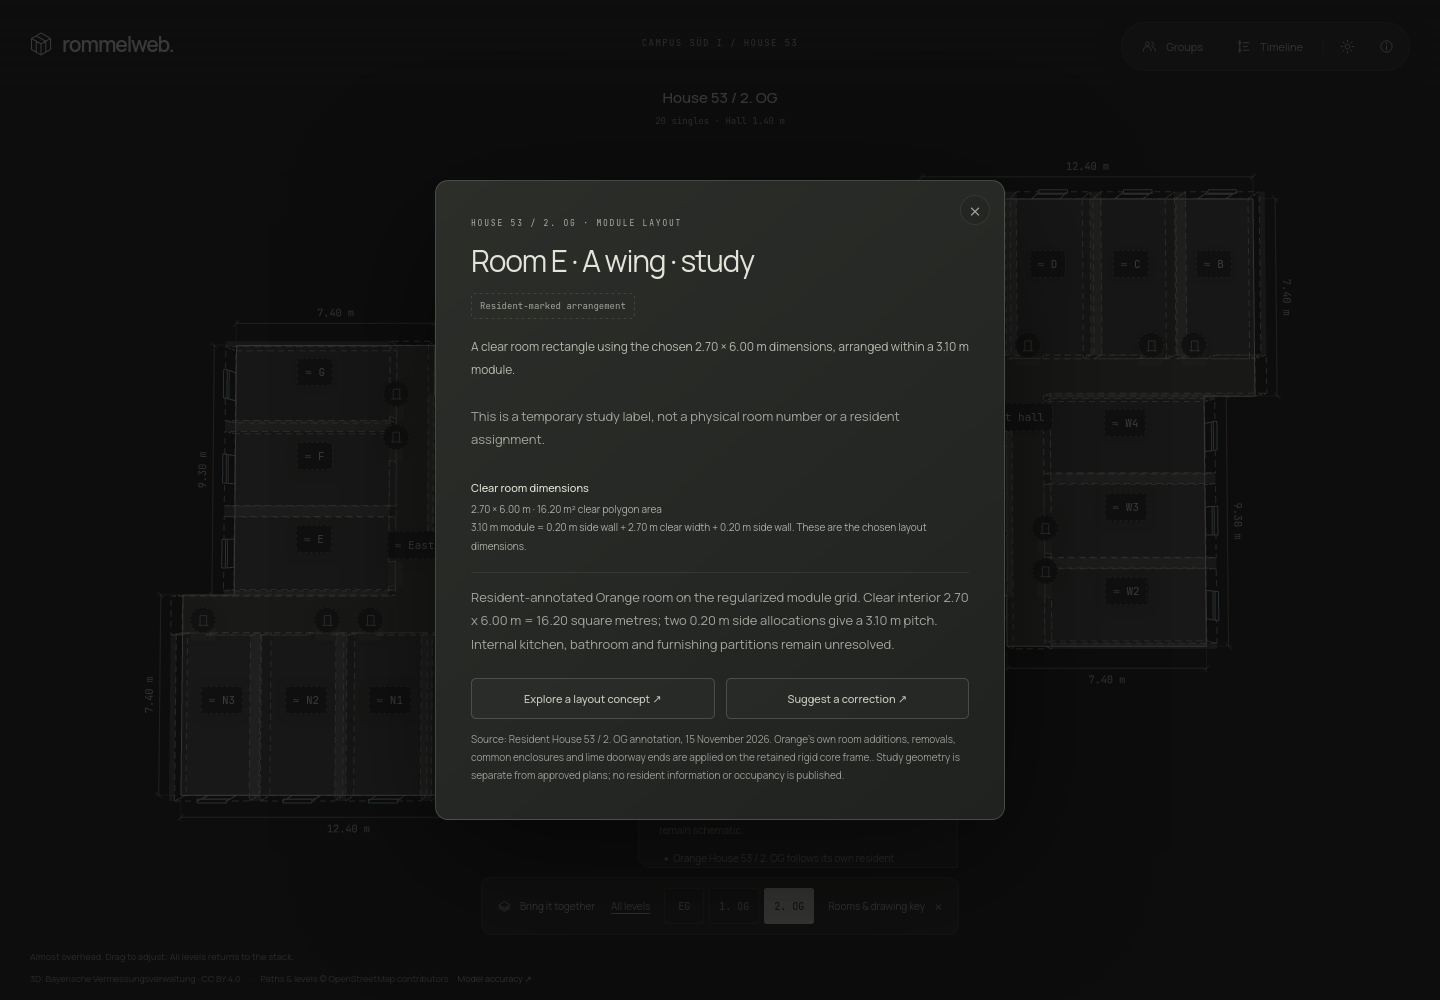 rommelweb.
CAMPUS SÜD I / HOUSE 53
Groups
Timeline
House 53 / 2. OG
20 singles · Hall 1.40 m
12.40 m
≈ D
≈ C
≈ B
7.40 m
7.40 m
≈ G
≈ F
≈ E
≈ East
9.30 m
t hall
≈ W4
≈ W3
≈ W2
9.30 m
7.40 m
≈ N3
≈ N2
≈ N1
7.40 m
12.40 m
HOUSE 53 / 2. OG · MODULE LAYOUT
Room E · A wing · study
Resident-marked arrangement
A clear room rectangle using the chosen 2.70 × 6.00 m dimensions, arranged within a 3.10 m
module.
This is a temporary study label, not a physical room number or a resident
assignment.
Clear room dimensions
2.70 × 6.00 m · 16.20 m² clear polygon area
3.10 m module = 0.20 m side wall + 2.70 m clear width + 0.20 m side wall. These are the chosen layout
dimensions.
Resident-annotated Orange room on the regularized module grid. Clear interior 2.70
x 6.00 m = 16.20 square metres; two 0.20 m side allocations give a 3.10 m pitch.
Internal kitchen, bathroom and furnishing partitions remain unresolved.
Explore a layout concept ↗
Suggest a correction ↗
Source: Resident House 53 / 2. OG annotation, 15 November 2026. Orange's own room additions, removals,
common enclosures and lime doorway ends are applied on the retained rigid core frame.. Study geometry is
separate from approved plans; no resident information or occupancy is published.
remain schematic.
• Orange House 53 / 2. OG follows its own resident
Bring it together
All levels
EG
1. OG
2. OG
Rooms & drawing key
×
Almost overhead. Drag to adjust. All levels returns to the stack.
3D: Bayerische Vermessungsverwaltung · CC BY 4.0
Paths & levels © OpenStreetMap contributors
Model accuracy ↗